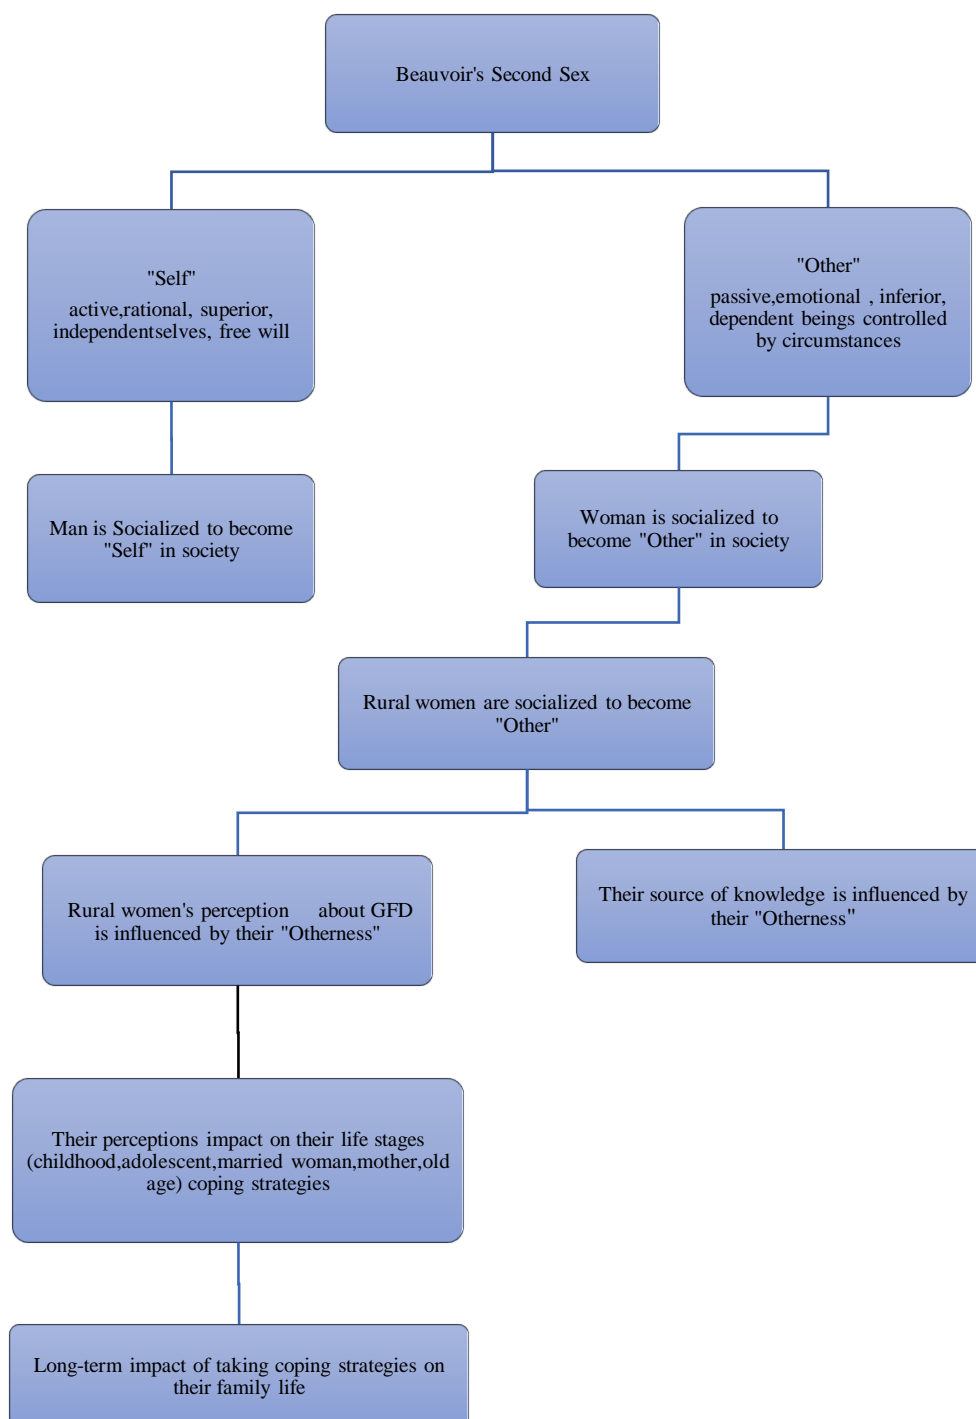 Beauvoir's Second Sex
"Self"
active,rational, superior,
independentselves, free will
"Other"
passive,emotional , inferior,
dependent beings controlled
by circumstances
Man is Socialized to become
"Self" in society
Woman is socialized to
become "Other" in society
Rural women are socialized to become
"Other"
Rural women's perception about GFD
is influenced by their "Otherness"
Their source of knowledge is influenced by
their "Otherness"
Their perceptions impact on their life stages
(childhood,adolescent,married woman,mother,old
age) coping strategies
Long-term impact of taking coping strategies on
their family life